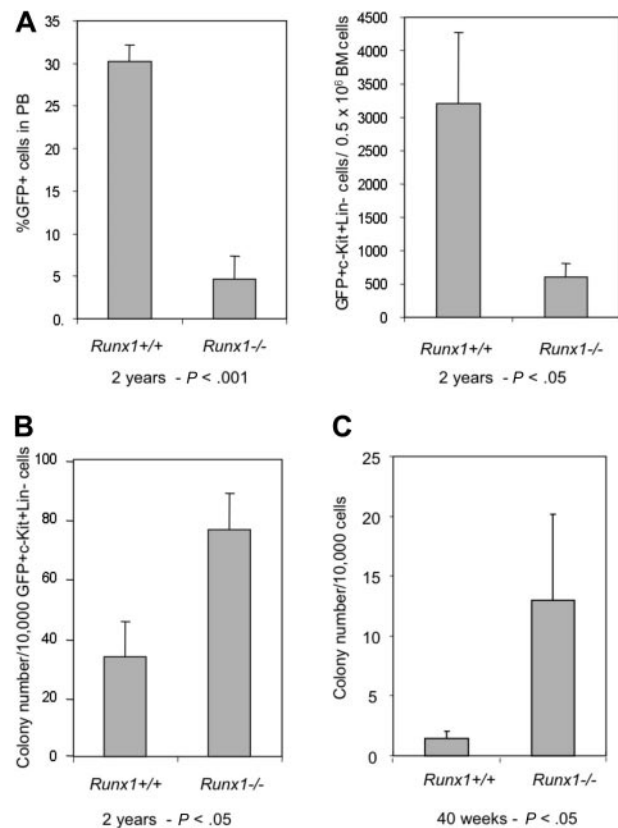 A
%GFP+ cells in PB
35
30
25
20
15
10
5
0.
Runx1+/+ Runx1-/-
2 years - P < .001
GFP+c-Kit+Lin- cells/ 0.5 x 10⁶ BM cells
4500
4000
3500
3000
2500
2000
1500
1000
500
0
Runx1+/+ Runx1-/-
2 years - P < .05
B
Colony number/10,000 GFP+c-Kit+Lin- cells
100
80
60
40
20
0
Runx1+/+ Runx1-/-
2 years - P < .05
C
Colony number/10,000 cells
25
20
15
10
5
0
Runx1+/+ Runx1-/-
40 weeks - P < .05